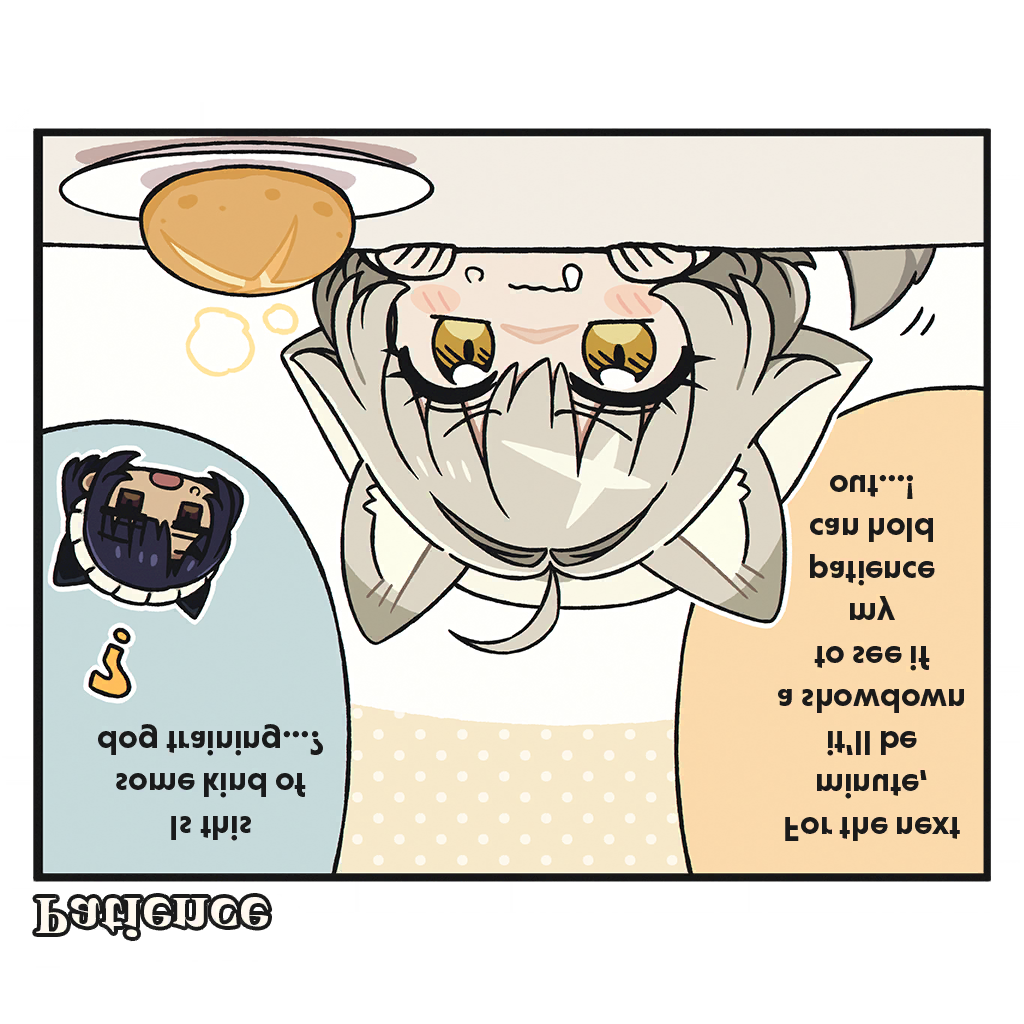 Patience
For the next
minute,
it'll be
a showdown
to see if
my
patience
can hold
out...!
Is this
some kind of
dog training...?
?